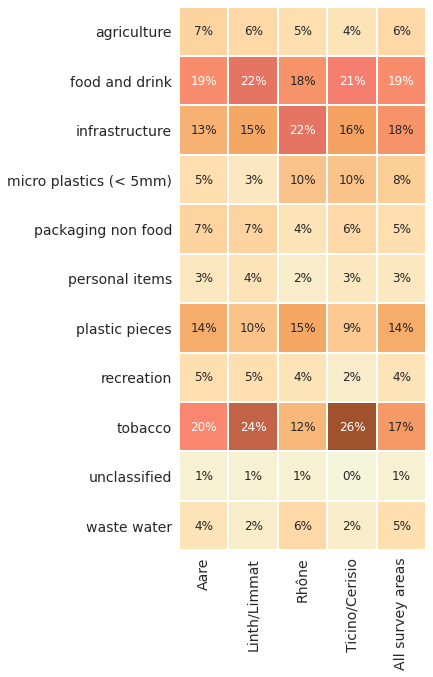 agriculture 7% 6% 5% 4% 6%
food and drink 19% 22% 18% 21% 19%
infrastructure 13% 15% 22% 16% 18%
micro plastics (< 5mm) 5% 3% 10% 10% 8%
packaging non food 7% 7% 4% 6% 5%
personal items 3% 4% 2% 3% 3%
plastic pieces 14% 10% 15% 9% 14%
recreation 5% 5% 4% 2% 4%
tobacco 20% 24% 12% 26% 17%
unclassified 1% 1% 1% 0% 1%
waste water 4% 2% 6% 2% 5%
Aare
Linth/Limmat
Rhône
Ticino/Cerisio
All survey areas